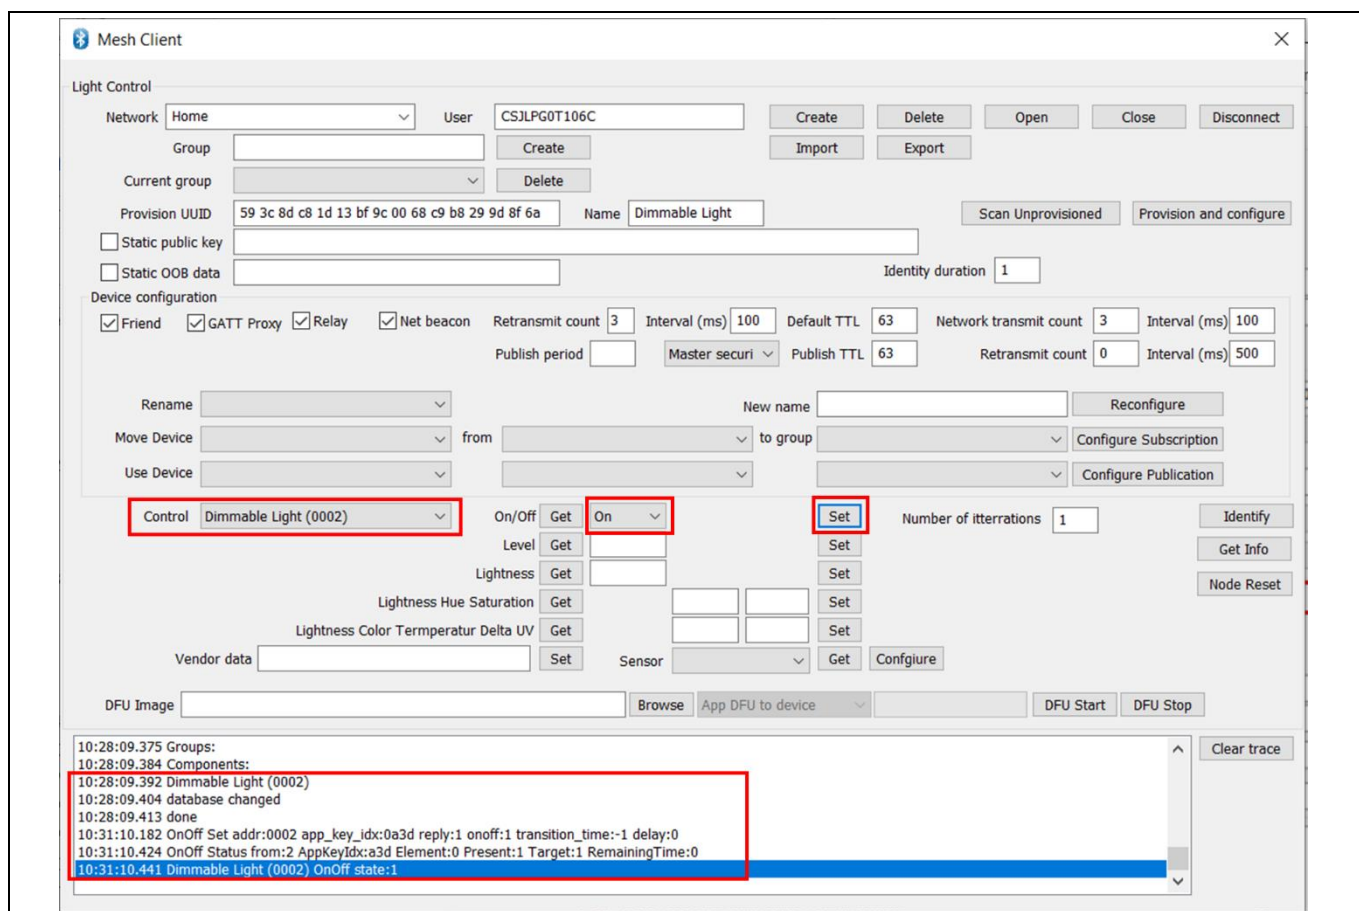 Mesh Client
Light Control
Network Home User CSJLPG0T106C Create Delete Open Close Disconnect
Group Create Import Export
Current group Delete
Provision UUID 59 3c 8d c8 1d 13 bf 9c 00 68 c9 b8 29 9d 8f 6a Name Dimmable Light Scan Unprovisioned Provision and configure
Static public key
Static OOB data Identity duration 1
Device configuration
Friend GATT Proxy Relay Net beacon Retransmit count 3 Interval (ms) 100 Default TTL 63 Network transmit count 3 Interval (ms) 100
Publish period Master securi Publish TTL 63 Retransmit count 0 Interval (ms) 500
Rename New name Reconfigure
Move Device from to group Configure Subscription
Use Device Configure Publication
Control Dimmable Light (0002) On/Off Get On Set Number of itterrations 1 Identify
Level Get Set Get Info
Lightness Get Set Node Reset
Lightness Hue Saturation Get Set
Lightness Color Termperatur Delta UV Get Set
Vendor data Set Sensor Get Confgiure
DFU Image Browse App DFU to device DFU Start DFU Stop
10:28:09.375 Groups: Clear trace
10:28:09.384 Components:
10:28:09.392 Dimmable Light (0002)
10:28:09.404 database changed
10:28:09.413 done
10:31:10.182 OnOff Set addr:0002 app_key_idx:0a3d reply:1 onoff:1 transition_time:-1 delay:0
10:31:10.424 OnOff Status from:2 AppKeyIdx:a3d Element:0 Present:1 Target:1 RemainingTime:0
10:31:10.441 Dimmable Light (0002) OnOff state:1